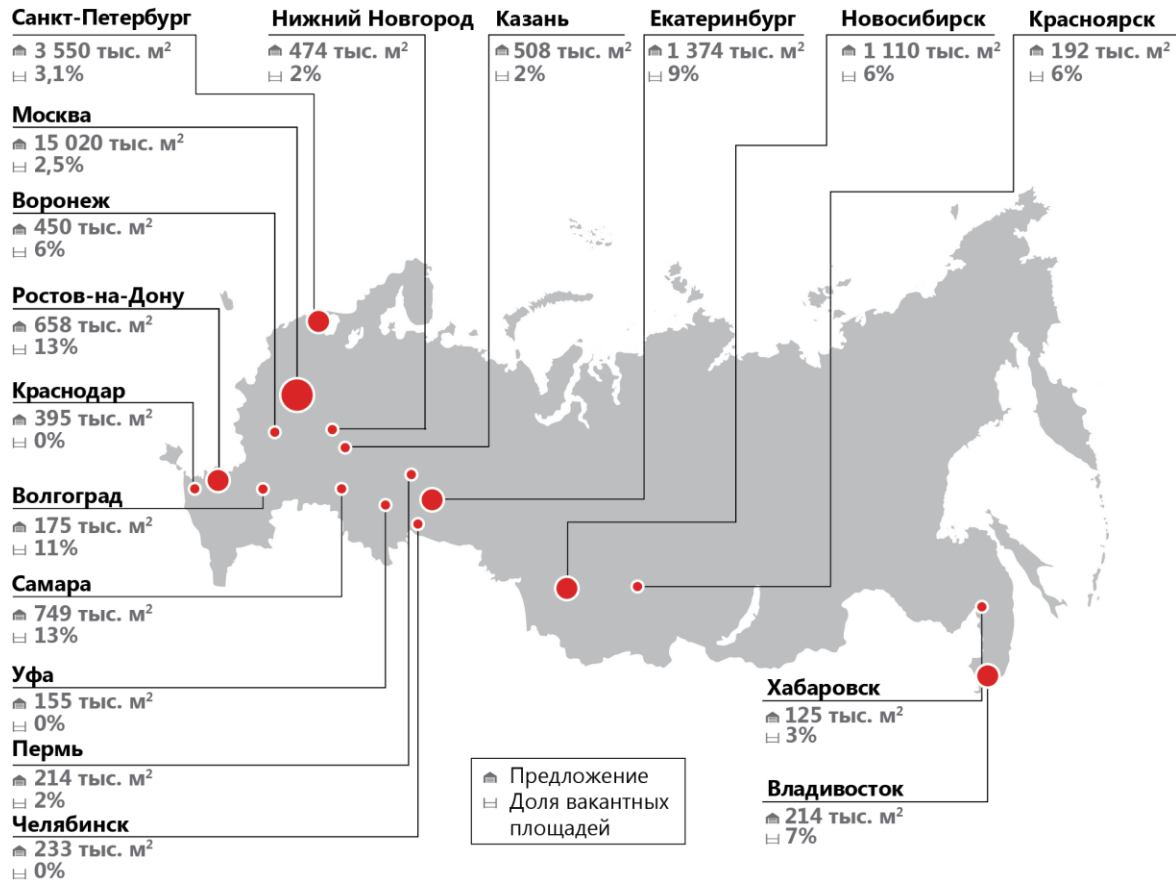 Санкт-Петербург
3 550 тыс. м²
3,1%
Нижний Новгород
474 тыс. м²
2%
Казань
508 тыс. м²
2%
Екатеринбург
1 374 тыс. м²
9%
Новосибирск
1 110 тыс. м²
6%
Красноярск
192 тыс. м²
6%
Москва
15 020 тыс. м²
2,5%
Воронеж
450 тыс. м²
6%
Ростов-на-Дону
658 тыс. м²
13%
Краснодар
395 тыс. м²
0%
Волгоград
175 тыс. м²
11%
Самара
749 тыс. м²
13%
Уфа
155 тыс. м²
0%
Пермь
214 тыс. м²
2%
Челябинск
233 тыс. м²
0%
Предложение
Доля вакантных
площадей
Хабаровск
125 тыс. м²
3%
Владивосток
214 тыс. м²
7%